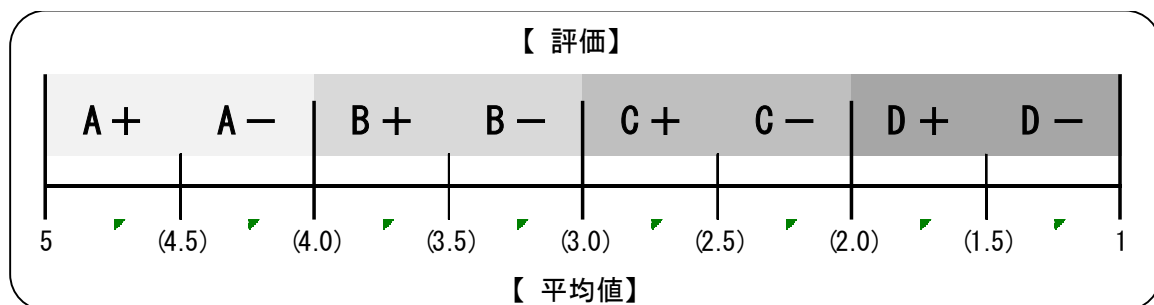 【 評価】
A＋ A－ B＋ B－ C＋ C－ D＋ D－
5 (4.5) (4.0) (3.5) (3.0) (2.5) (2.0) (1.5) 1
【 平均値】